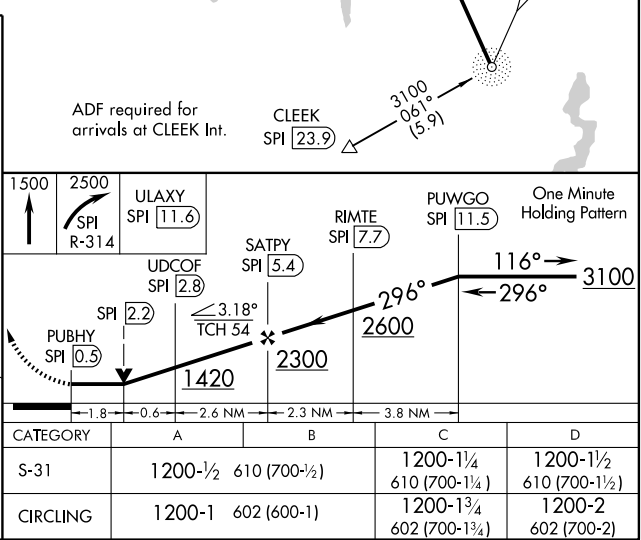 ADF required for
arrivals at CLEEK Int.
CLEEK
SPI 23.9
3100
061°
(5.9)
1500
2500
SPI
R-314
ULAXY
SPI 11.6
UDCOF
SPI 2.8
SATPY
SPI 5.4
RIMTE
SPI 7.7
PUWGO
SPI 11.5
One Minute
Holding Pattern
116°
296°
3100
SPI 2.2
3.18°
TCH 54
296°
2600
2300
1420
PUBHY
SPI 0.5
1.8
0.6
2.6 NM
2.3 NM
3.8 NM
CATEGORY A B C D
S-31 1200-½ 610 (700-½) 1200-1¼ 1200-1½
610 (700-1¼) 610 (700-1½)
CIRCLING 1200-1 602 (600-1) 1200-1¾ 1200-2
602 (700-1¾) 602 (700-2)